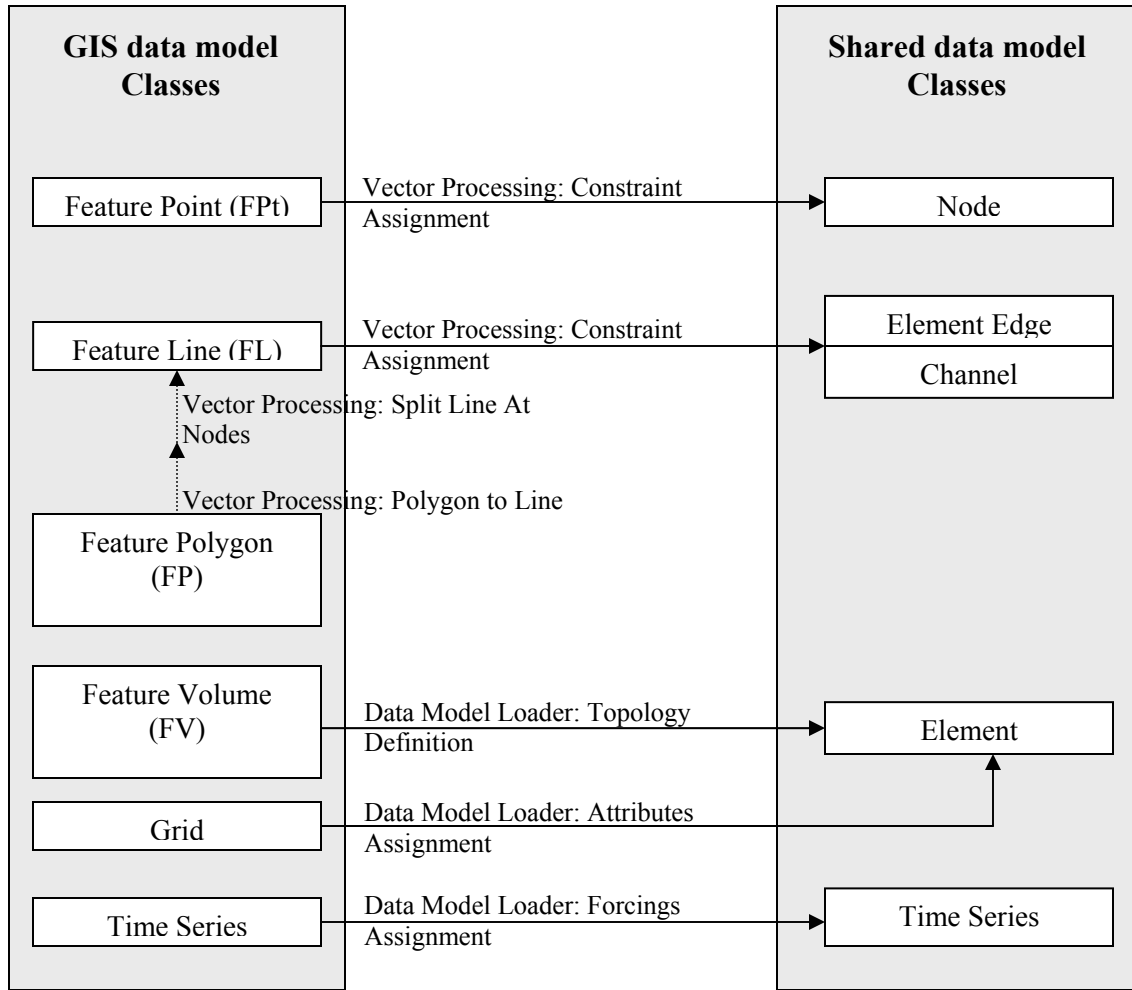 GIS data model
Classes
Shared data model
Classes
Feature Point (FPt)
Vector Processing: Constraint
Assignment
Node
Feature Line (FL)
Vector Processing: Constraint
Assignment
Element Edge
Channel
Vector Processing: Split Line At
Nodes
Vector Processing: Polygon to Line
Feature Polygon
(FP)
Feature Volume
(FV)
Data Model Loader: Topology
Definition
Element
Grid
Data Model Loader: Attributes
Assignment
Time Series
Data Model Loader: Forcings
Assignment
Time Series